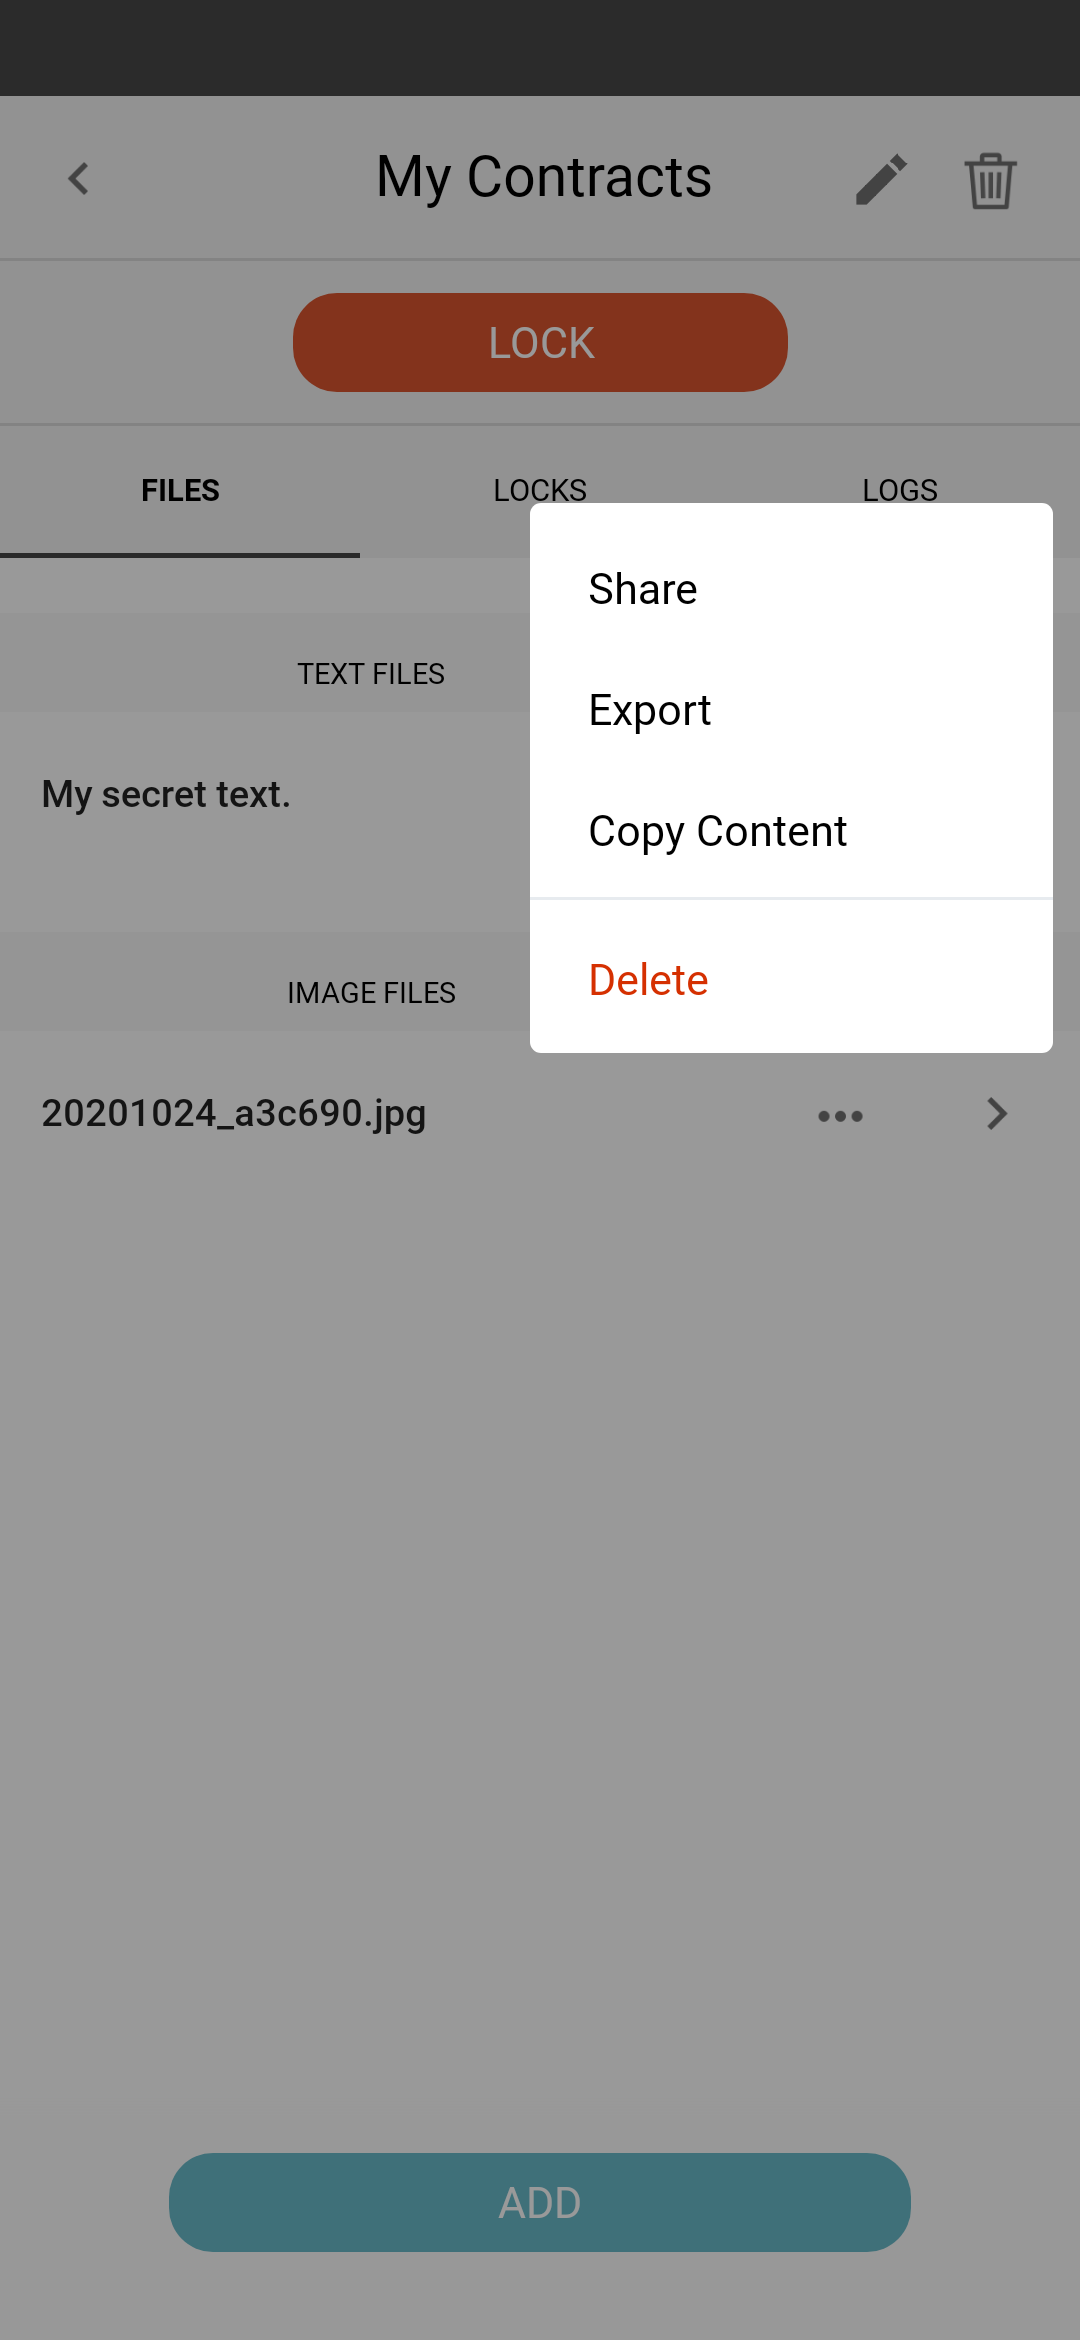 My Contracts
LOCK
FILES
LOCKS
LOGS
Share
Export
Copy Content
Delete
TEXT FILES
My secret text.
IMAGE FILES
20201024_a3c690.jpg
ADD